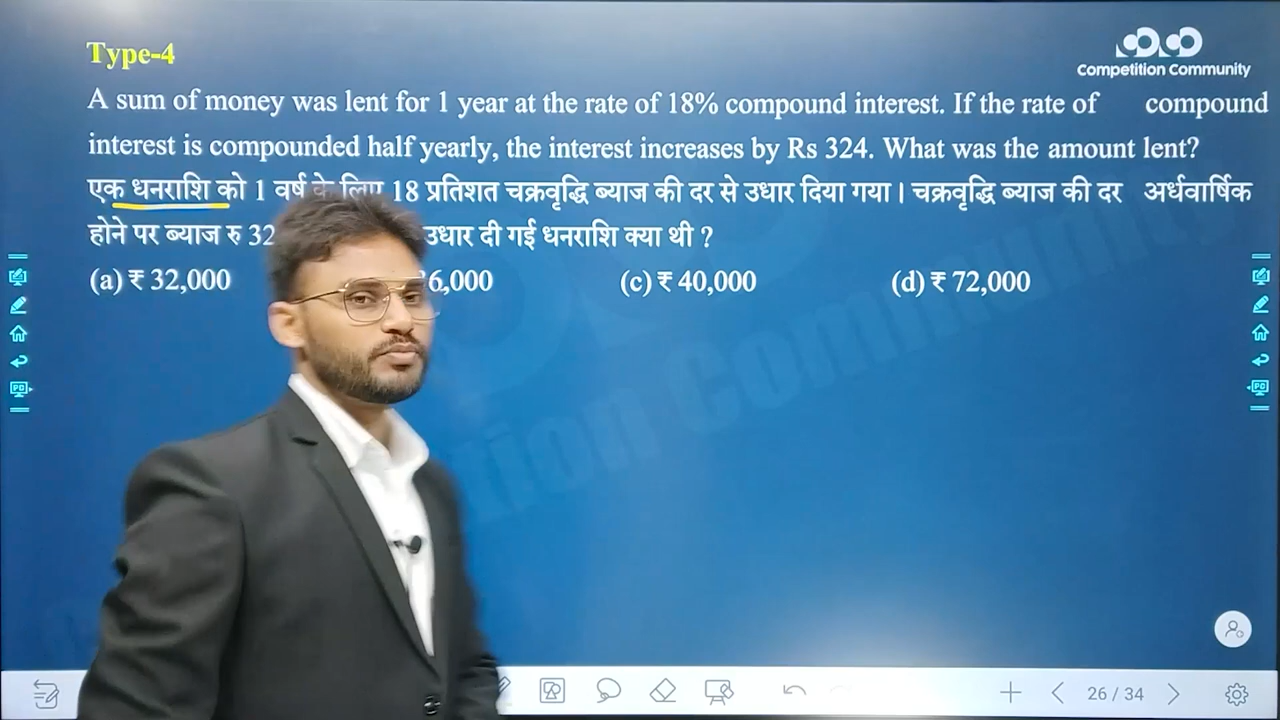 Type-4
Competition Community
A sum of money was lent for 1 year at the rate of 18% compound interest. If the rate of compound
interest is compounded half yearly, the interest increases by Rs 324. What was the amount lent?
एक धनराशि को 1 वर्ष के लिए 18 प्रतिशत चक्रवृद्धि ब्याज की दर से उधार दिया गया। चक्रवृद्धि ब्याज की दर अर्धवार्षिक
होने पर ब्याज रु उधार दी गई धनराशि क्या थी ?
(a) ₹ 32,000 6,000 (c) ₹ 40,000 (d) ₹ 72,000
26 / 34